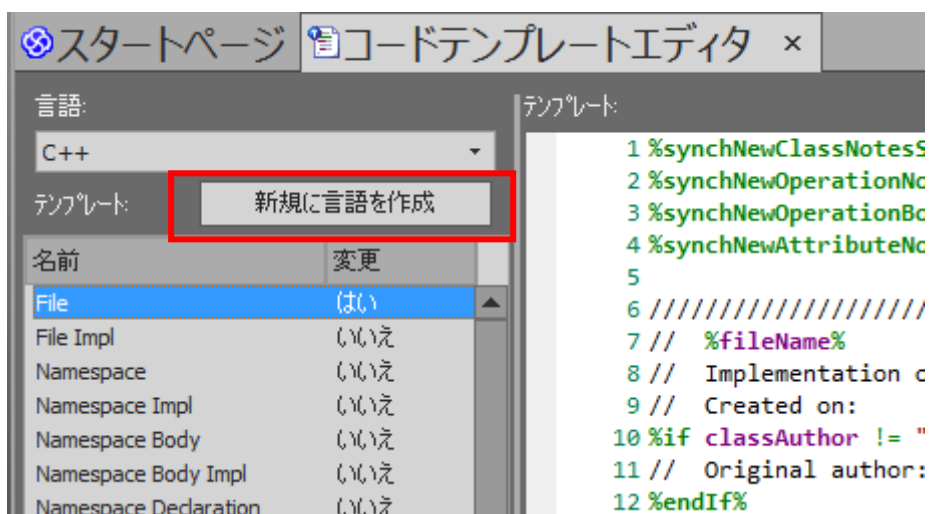 スタートページ コードテンプレートエディタ ×
言語:
C++
テンプレート: 新規に言語を作成
名前 変更
File はい
File Impl いいえ
Namespace いいえ
Namespace Impl いいえ
Namespace Body いいえ
Namespace Body Impl いいえ
Namespace Declaration いいえ
テンプレート:
1 %synchNewClassNotesS
2 %synchNewOperationNo
3 %synchNewOperationBo
4 %synchNewAttributeNo
5
6 ////////////////////
7 // %fileName%
8 // Implementation o
9 // Created on:
10 %if classAuthor != "
11 // Original author:
12 %endIf%